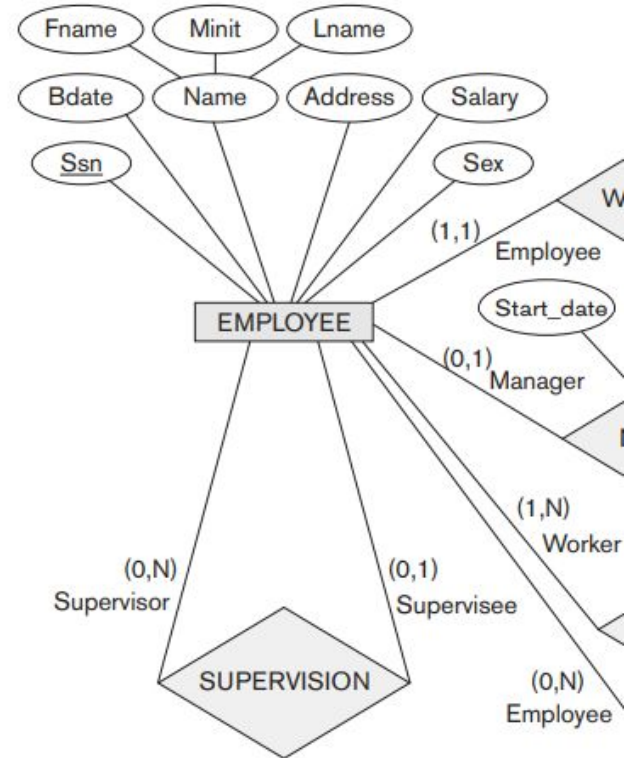 Fname Minit Lname
Bdate Name Address Salary
Ssn Sex
W
(1,1)
Employee
Start_date
EMPLOYEE
(0,1)
Manager
(1,N)
Worker
(0,N) (0,1)
Supervisor Supervisee
SUPERVISION
(0,N)
Employee